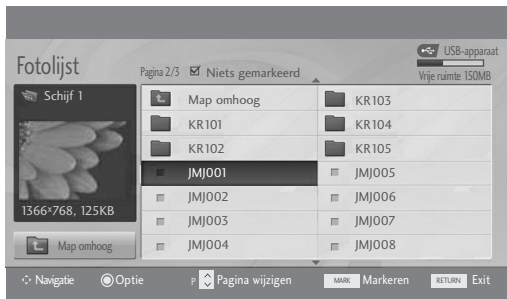 Fotolijst
Pagina 2/3 Niets gemarkeerd
USB-apparaat
Vrije ruimte 150MB
Schijf 1
1366×768, 125KB
Map omhoog
Map omhoog KR103
KR101 KR104
KR102 KR105
JMJ001 JMJ005
JMJ002 JMJ006
JMJ003 JMJ007
JMJ004 JMJ008
Navigatie Optie P Pagina wijzigen MARK Markeren RETURN Exit